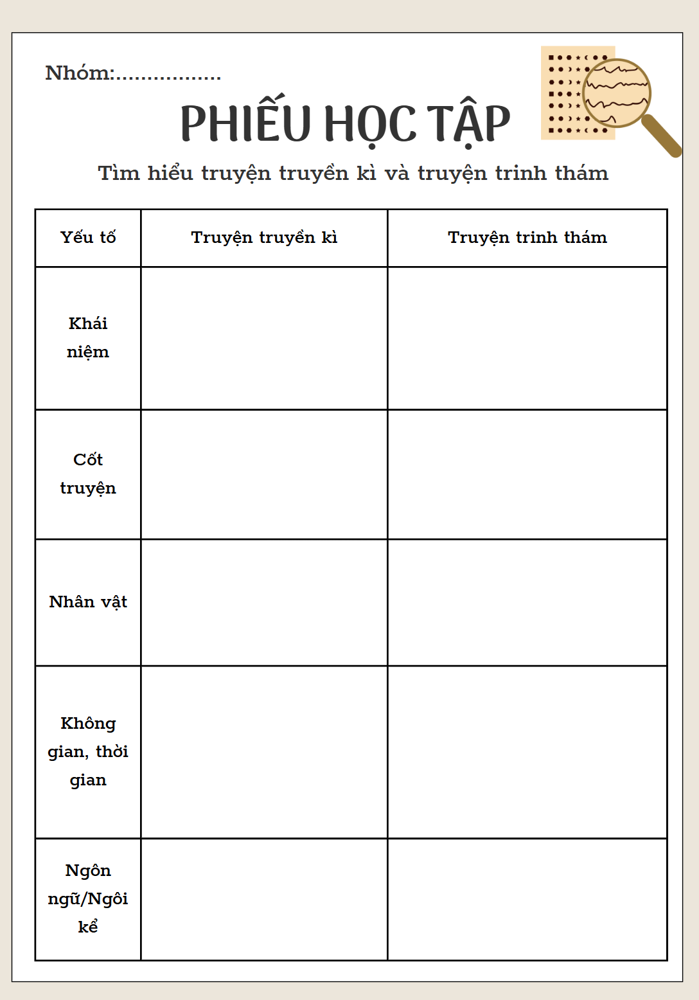 Nhóm:.................
PHIẾU HỌC TẬP
Tìm hiểu truyện truyền kì và truyện trinh thám
Yếu tố
Truyện truyền kì
Truyện trinh thám
Khái
niệm
Cốt
truyện
Nhân vật
Không
gian, thời
gian
Ngôn
ngữ/Ngôi
kể